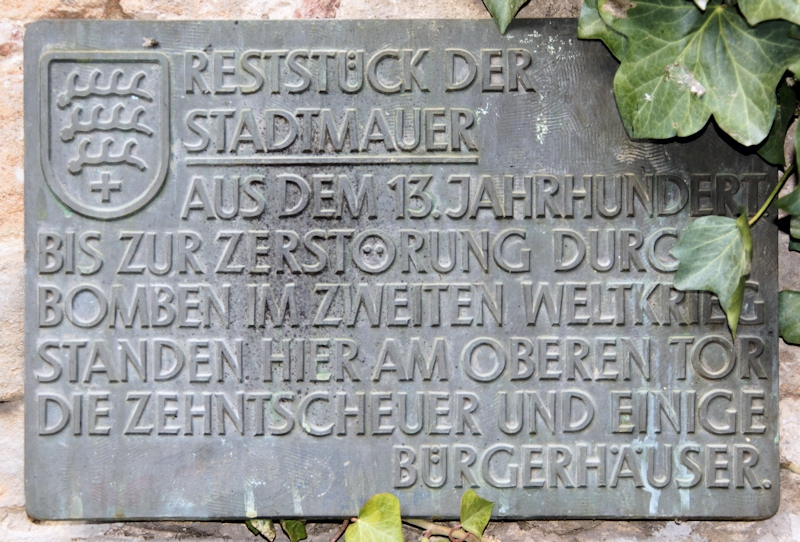 RESTSTÜCK DER
STADTMAUER
AUS DEM 13. JAHRHUNDERT
BIS ZUR ZERSTÖRUNG DURCH
BOMBEN IM ZWEITEN WELTKRIEG
STANDEN HIER AM OBEREN TOR
DIE ZEHNTSCHEUER UND EINIGE
BÜRGERHÄUSER.